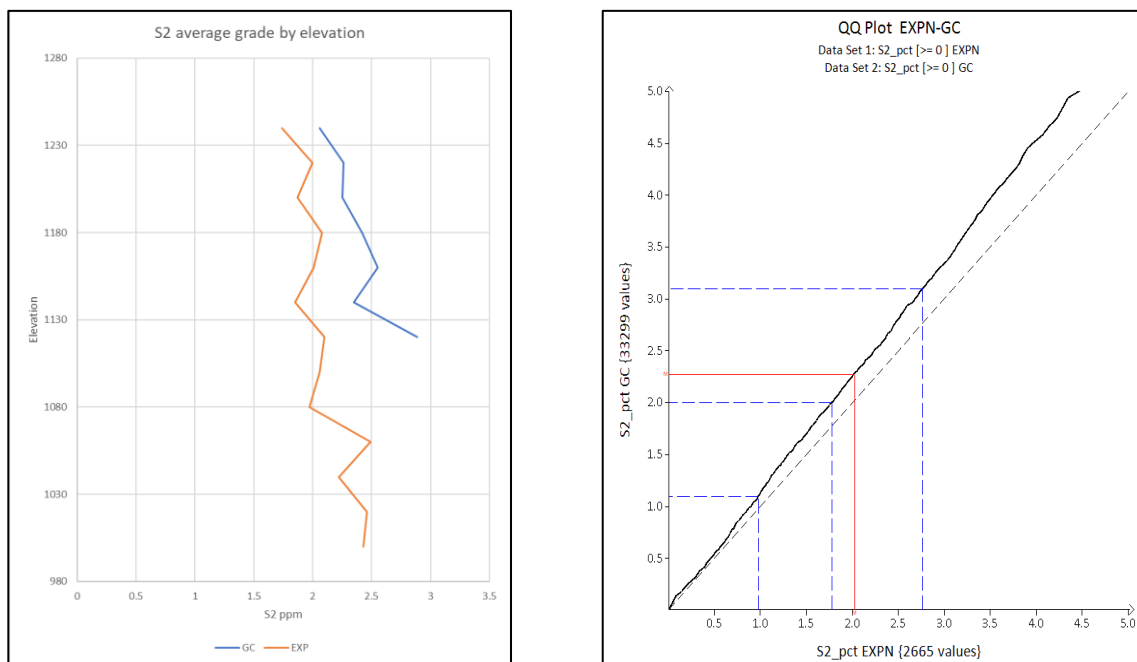 S2 average grade by elevation
1280
1230
1180
1130
1080
1030
980
Elevation
0 0.5 1 1.5 2 2.5 3 3.5
S2 ppm
GC EXP
QQ Plot EXPN-GC
Data Set 1: S2_pct [>= 0 ] EXPN
Data Set 2: S2_pct [>= 0 ] GC
5.0
4.5
4.0
3.5
3.0
2.5
2.0
1.5
1.0
0.5
S2_pct GC {33299 values}
0.5 1.0 1.5 2.0 2.5 3.0 3.5 4.0 4.5 5.0
S2_pct EXPN {2665 values}